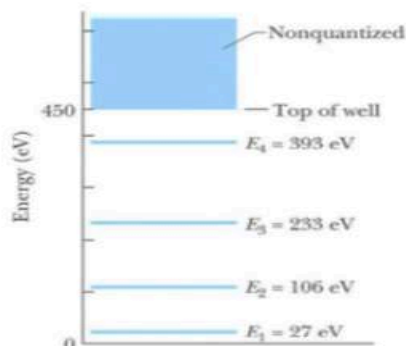 Nonquantized
450
Top of well
E₄ = 393 eV
Energy (eV)
E₃ = 233 eV
E₂ = 106 eV
E₁ = 27 eV
0